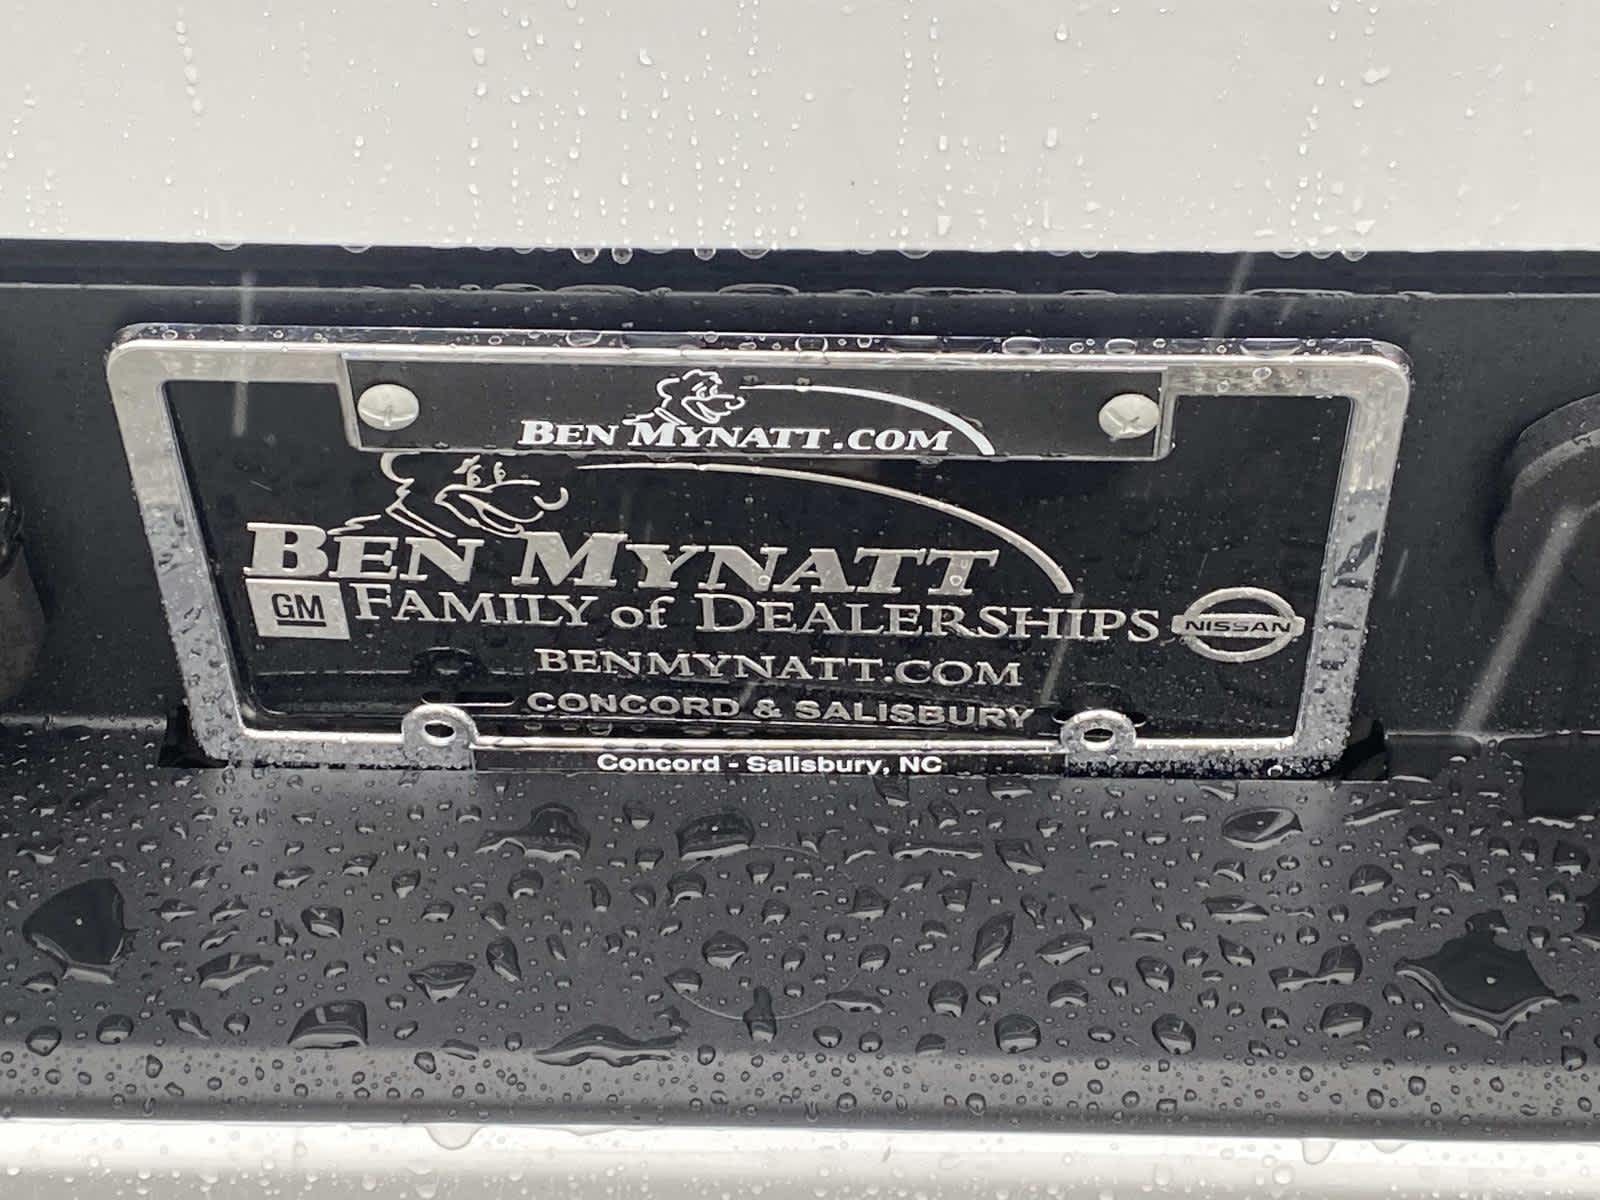 BEN MYNATT.COM
BEN MYNATT
GM FAMILY of DEALERSHIPS NISSAN
BENMYNATT.COM
CONCORD & SALISBURY
Concord - Salisbury, NC